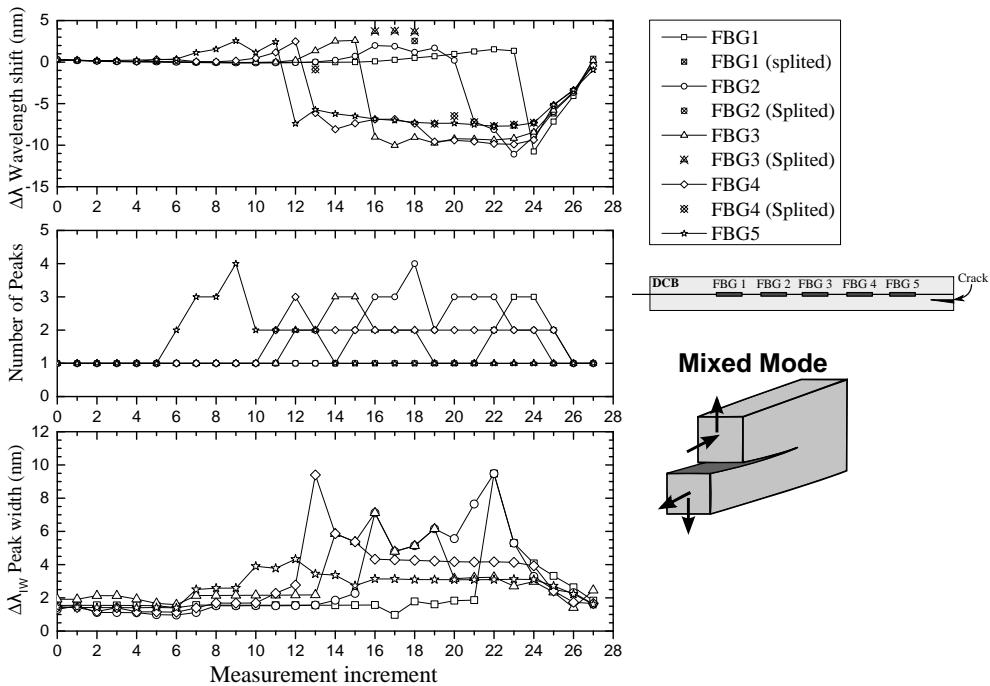 Δλ Wavelength shift (nm)
5
0
-5
-10
-15
0 2 4 6 8 10 12 14 16 18 20 22 24 26 28
Number of Peaks
5
4
3
2
1
0
0 2 4 6 8 10 12 14 16 18 20 22 24 26 28
Δλ_IW Peak width (nm)
12
10
8
6
4
2
0
0 2 4 6 8 10 12 14 16 18 20 22 24 26 28
Measurement increment
FBG1
FBG1 (splited)
FBG2
FBG2 (Splited)
FBG3
FBG3 (Splited)
FBG4
FBG4 (Splited)
FBG5
DCB FBG 1 FBG 2 FBG 3 FBG 4 FBG 5
Crack
Mixed Mode